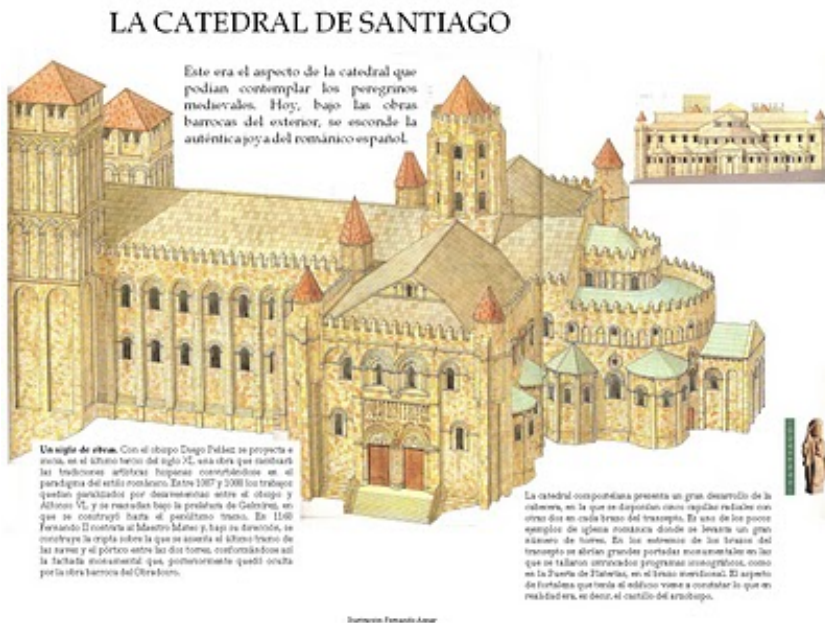 LA CATEDRAL DE SANTIAGO
Este era el aspecto de la catedral que
podían contemplar los peregrinos
medievales. Hoy, bajo las obras
barrocas del exterior, se esconde la
auténtica joya del románico español.
Un siglo de obras. Con el obispo Diego Peláez se proyecta e
inicia, en el último tercio del siglo XI, una obra que cambiará
las tradiciones artísticas hispanas convirtiéndose en el
paradigma del estilo románico. Entre 1087 y 1088 los trabajos
quedan paralizados por desavenencias entre el obispo y
Alfonso VI, y se reanudan bajo la prelatura de Gelmírez, en
que se construyó hasta el penúltimo tramo. En 1168
Fernando II contrata al Maestro Mateo y, bajo su dirección, se
construye la cripta sobre la que se asienta el último tramo de
las naves y el pórtico entre las dos torres, conformándose así
la fachada monumental que, posteriormente quedó oculta
por la obra barroca del Obradoiro.
La catedral compostelana presenta un gran desarrollo de la
cabecera, en la que se disponían cinco capillas radiales con
otras dos en cada brazo del transepto. Es uno de los pocos
ejemplos de iglesia románica donde se levanta un gran
número de torres. En los extremos de los brazos del
transepto se abrían grandes portadas monumentales en las
que se tallaron intrincados programas iconográficos, como
en la Puerta de Platerías, en el brazo meridional. El aspecto
de fortaleza que tenía el edificio viene a constatar lo que en
realidad era, es decir, el castillo del arzobispo.
SANTIAGO
Ilustración Fernando Aznar